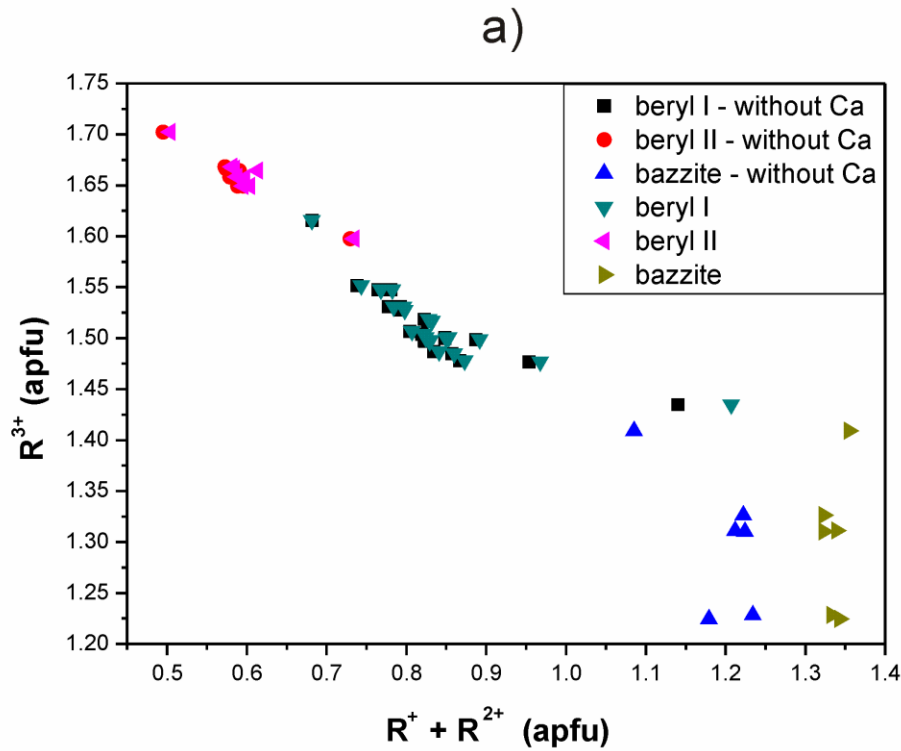 a)
1.75
1.70
1.65
1.60
1.55
1.50
1.45
1.40
1.35
1.30
1.25
1.20
R³⁺ (apfu)
beryl I - without Ca
beryl II - without Ca
bazzite - without Ca
beryl I
beryl II
bazzite
0.5 0.6 0.7 0.8 0.9 1.0 1.1 1.2 1.3 1.4
R⁺ + R²⁺ (apfu)